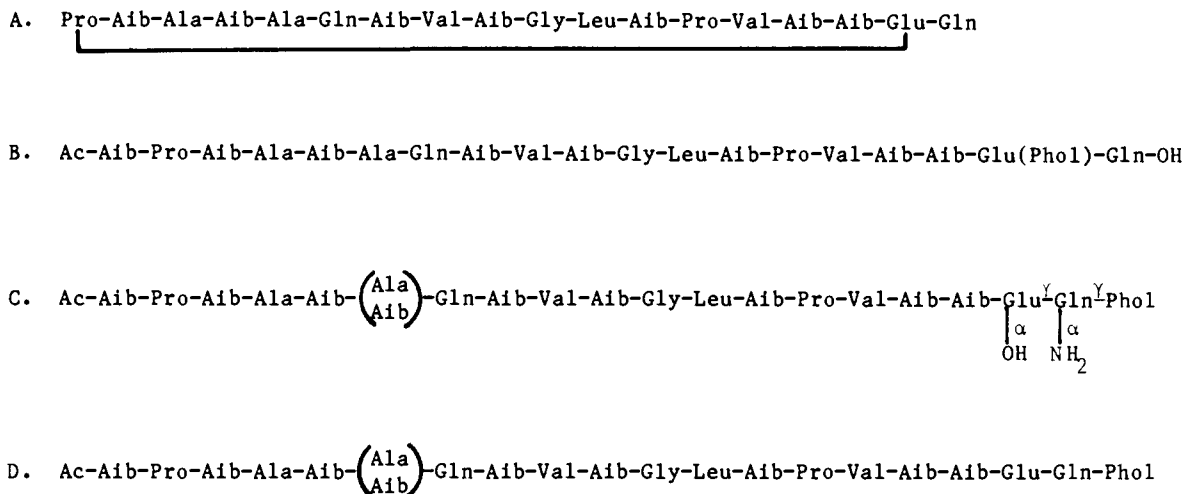 A. Pro-Aib-Ala-Aib-Ala-Gln-Aib-Val-Aib-Gly-Leu-Aib-Pro-Val-Aib-Aib-Glu-Gln
B. Ac-Aib-Pro-Aib-Ala-Aib-Ala-Gln-Aib-Val-Aib-Gly-Leu-Aib-Pro-Val-Aib-Aib-Glu(Phol)-Gln-OH
C. Ac-Aib-Pro-Aib-Ala-Aib-(Ala
Aib)-Gln-Aib-Val-Aib-Gly-Leu-Aib-Pro-Val-Aib-Aib-Glu-γGln-γPhol
α α
OH NH2
D. Ac-Aib-Pro-Aib-Ala-Aib-(Ala
Aib)-Gln-Aib-Val-Aib-Gly-Leu-Aib-Pro-Val-Aib-Aib-Glu-Gln-Phol